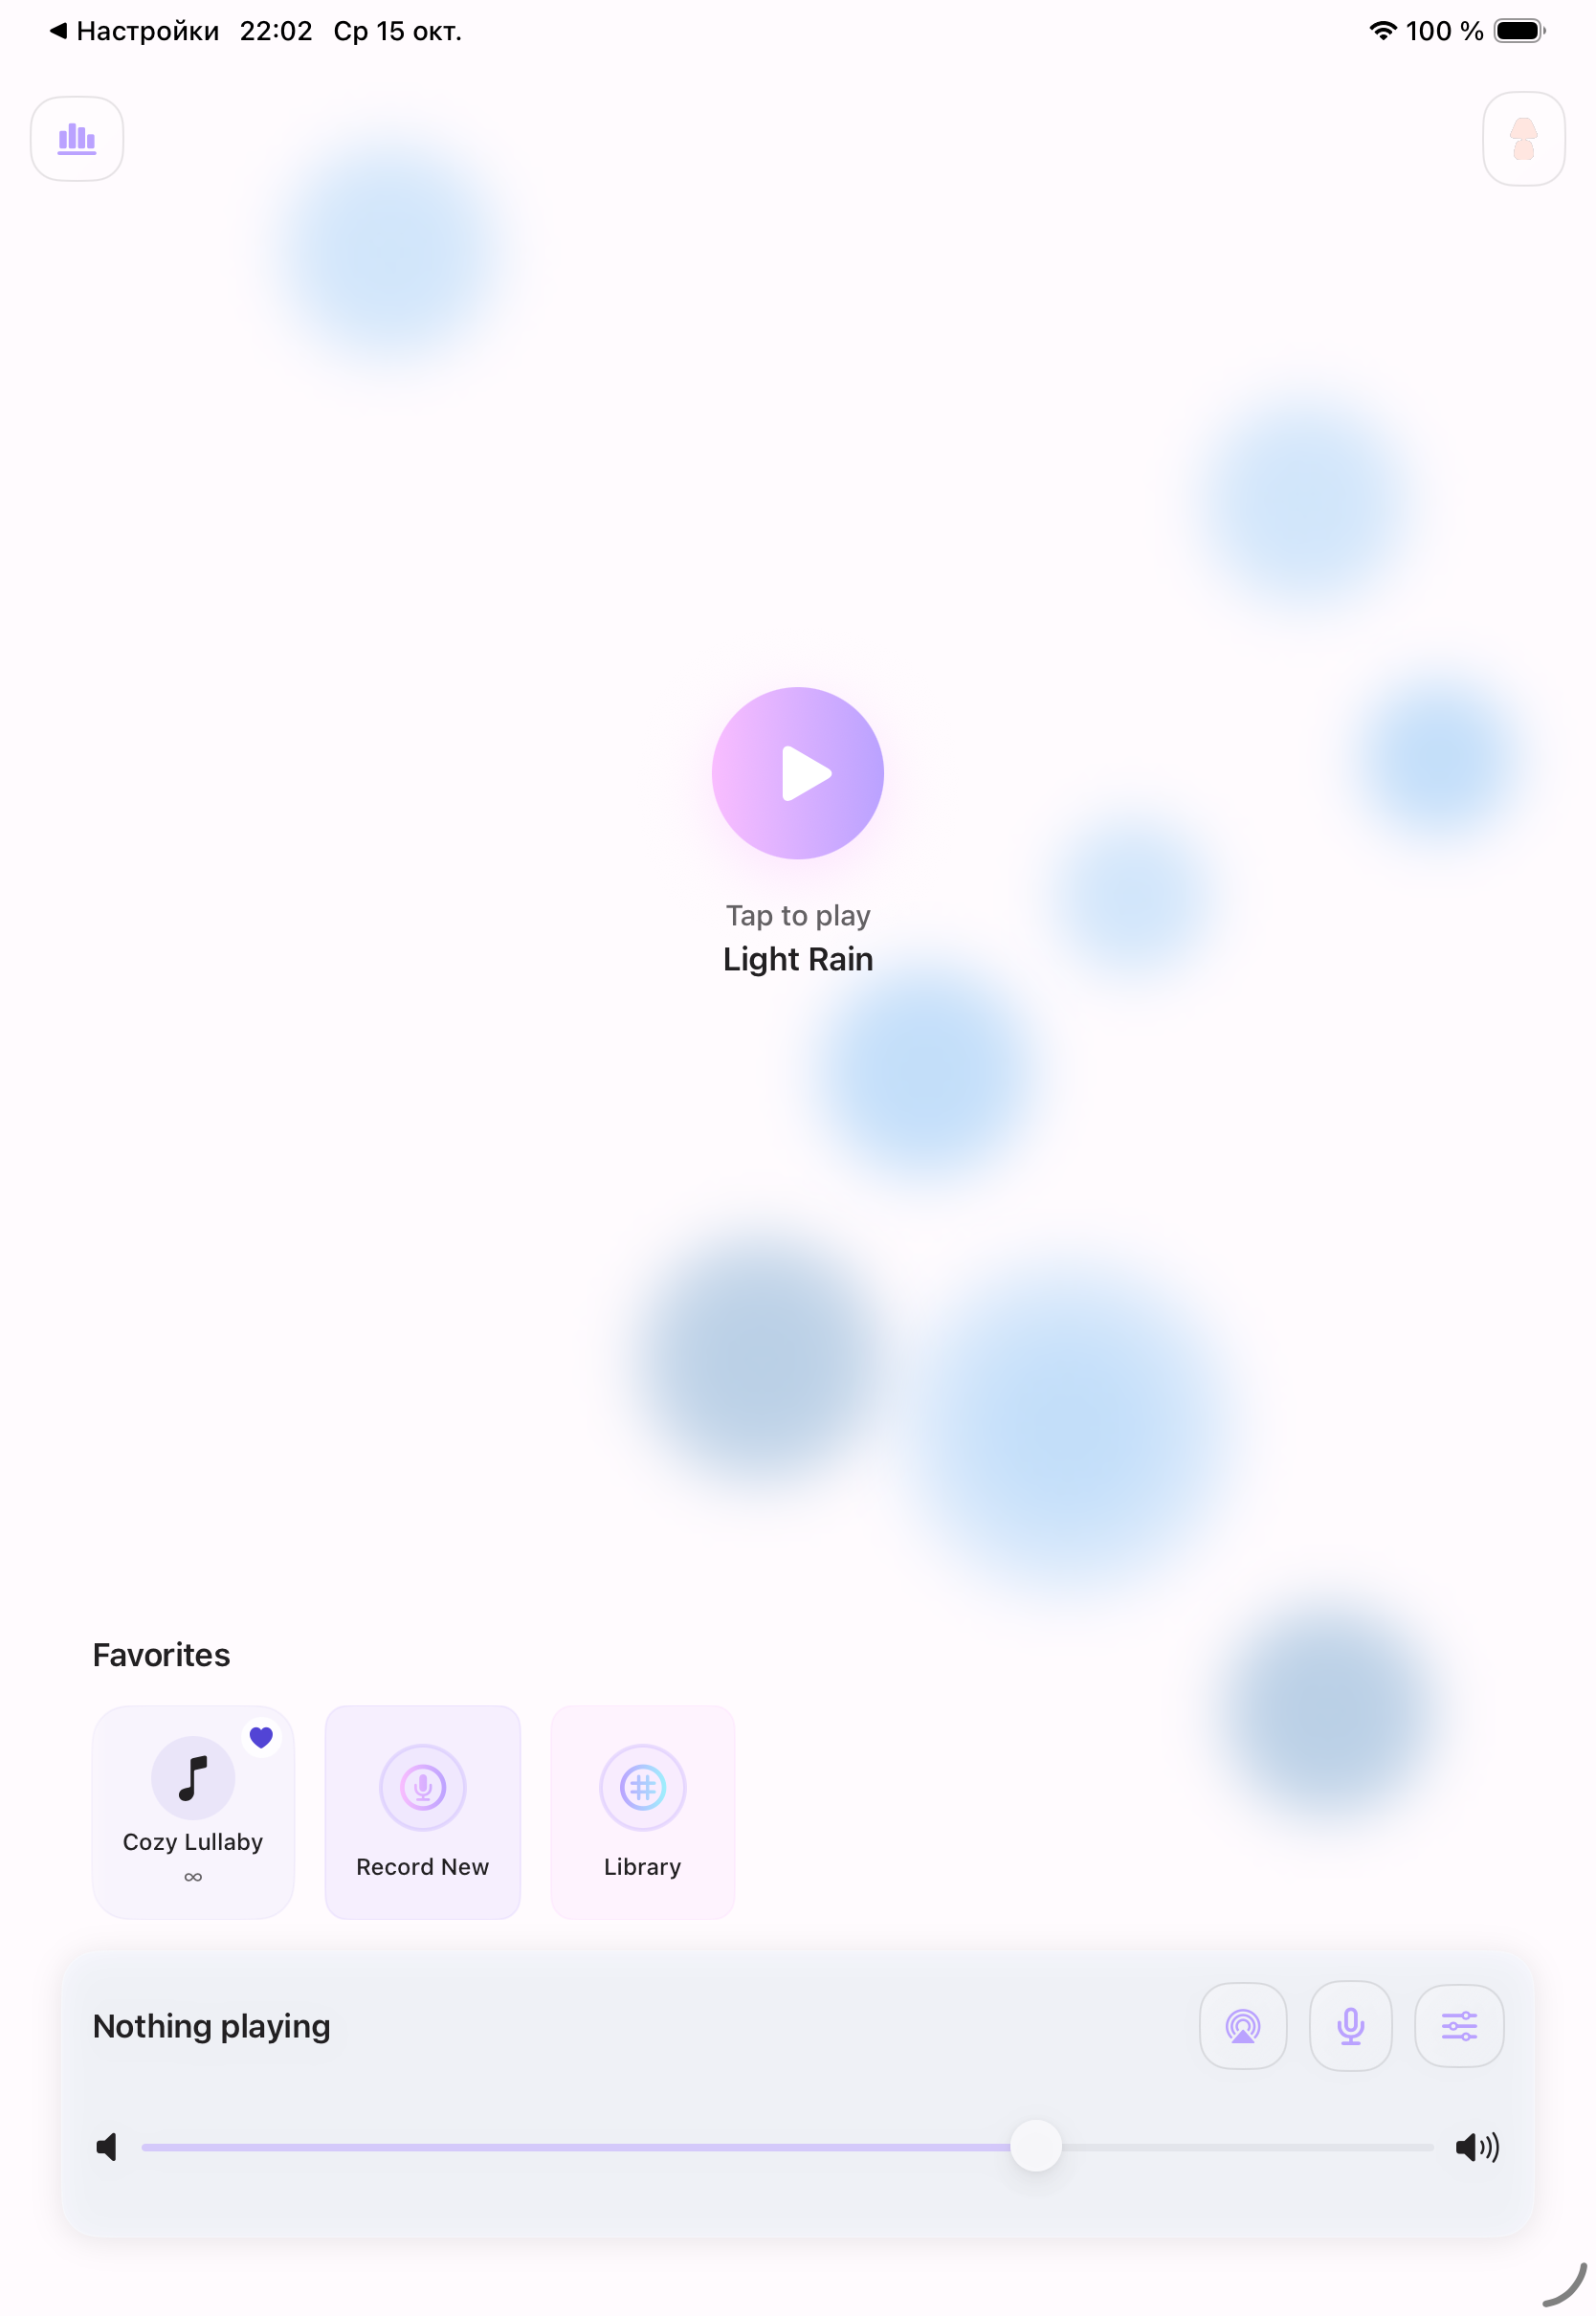 ◀ Настройки 22:02 Ср 15 окт. 100 %
Tap to play
Light Rain
Favorites
Cozy Lullaby
∞
Record New
Library
Nothing playing